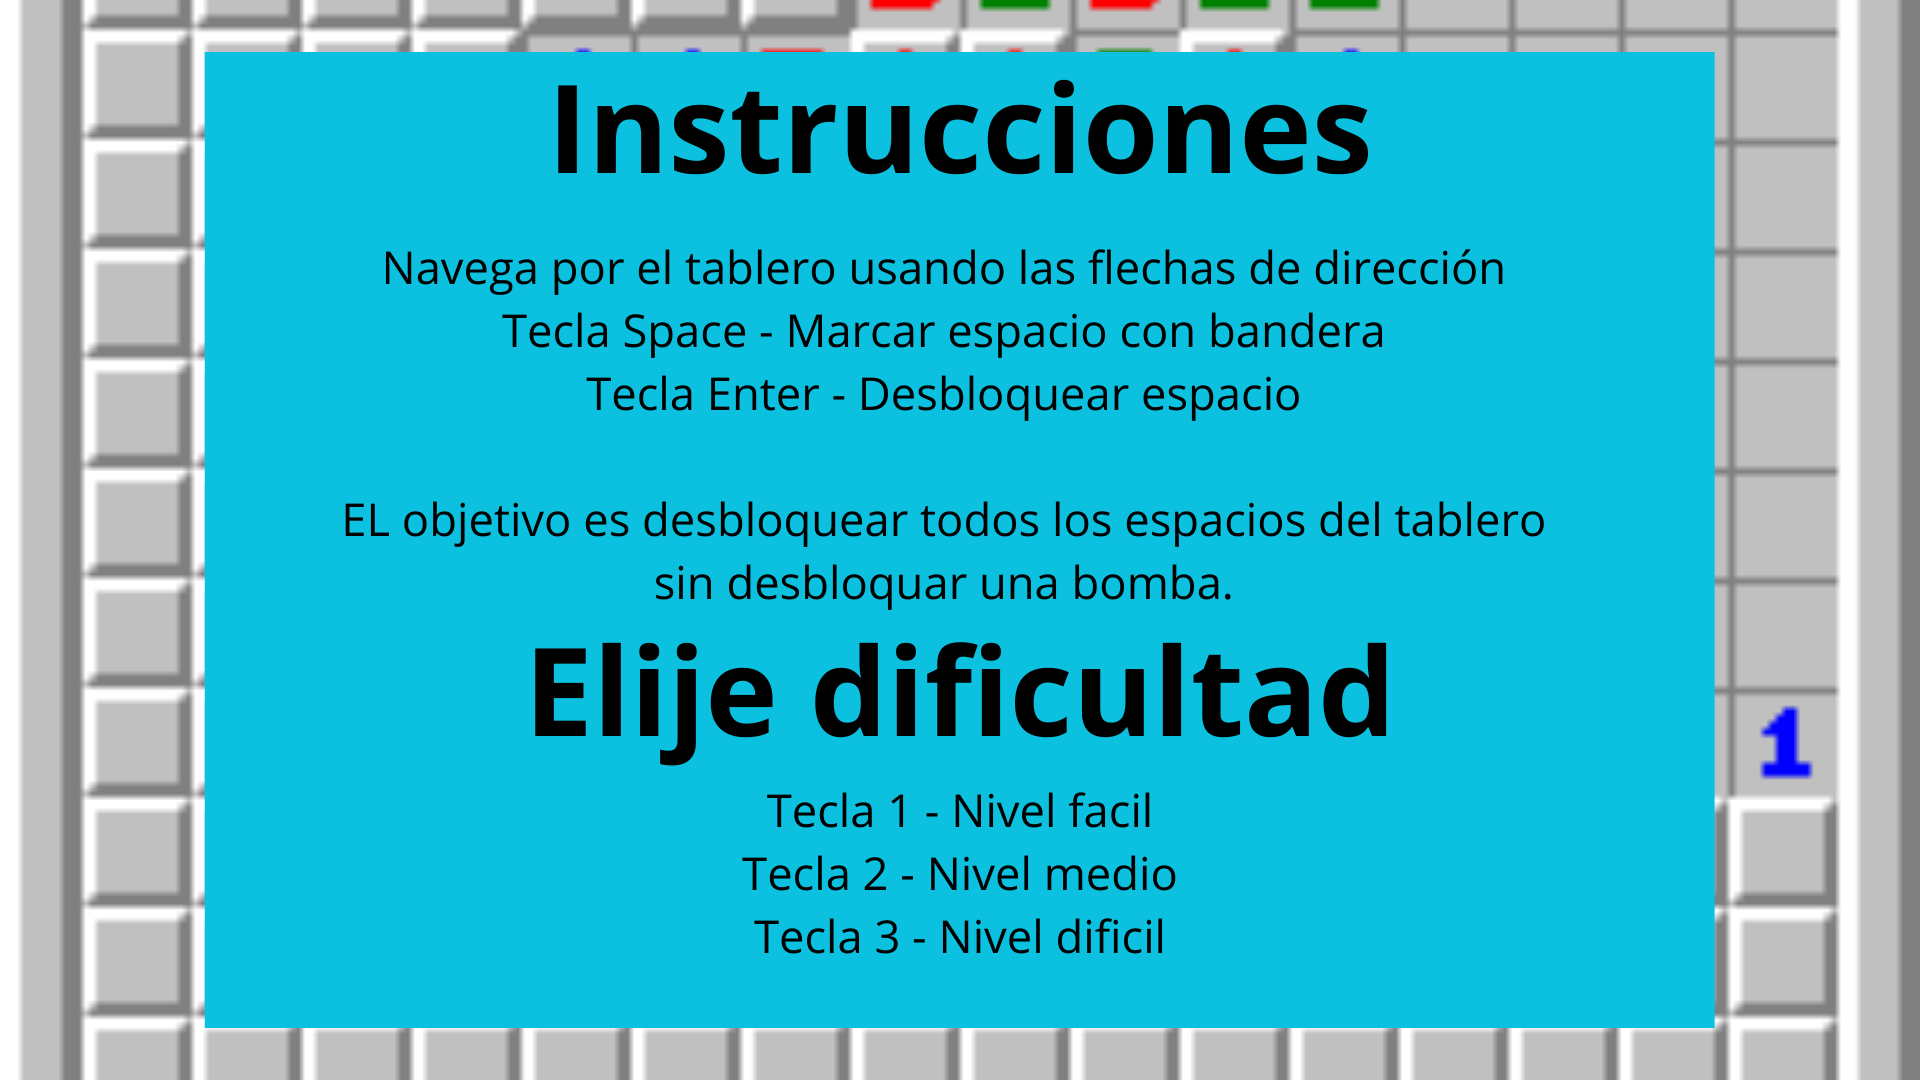 Instrucciones
Navega por el tablero usando las flechas de dirección
Tecla Space - Marcar espacio con bandera
Tecla Enter - Desbloquear espacio
EL objetivo es desbloquear todos los espacios del tablero
sin desbloquar una bomba.
Elije dificultad
1
Tecla 1 - Nivel facil
Tecla 2 - Nivel medio
Tecla 3 - Nivel dificil